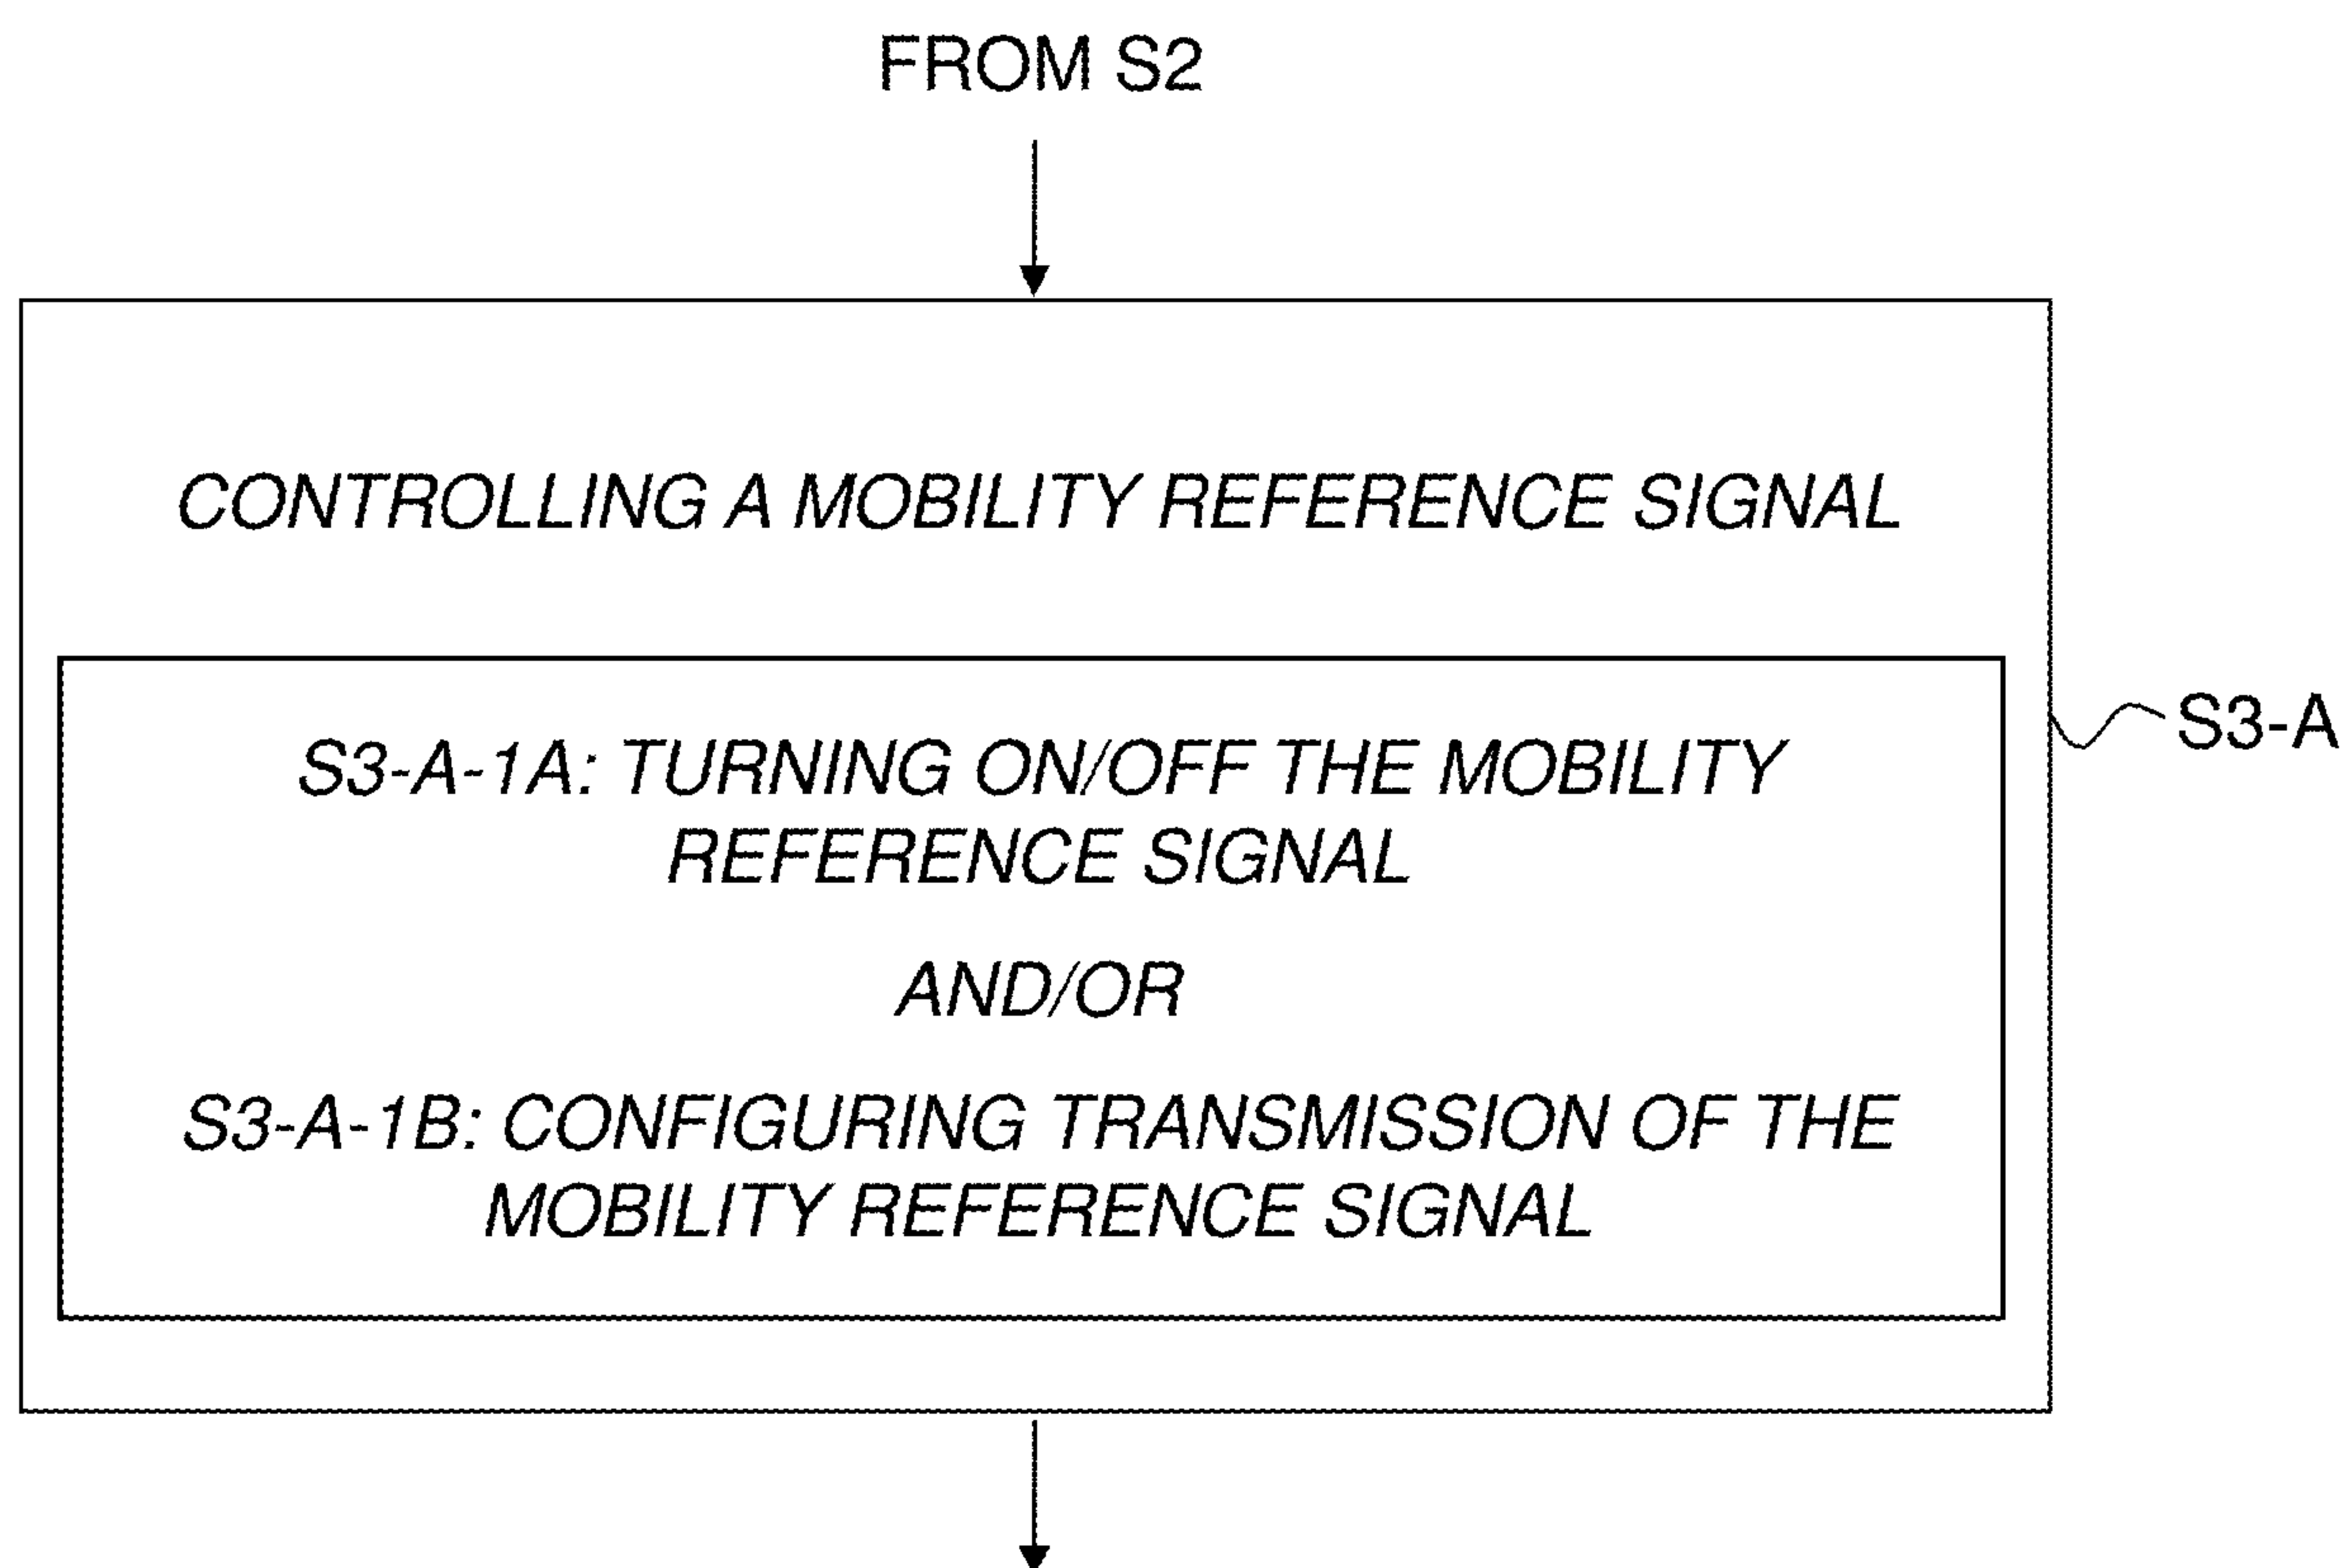 FROM S2
CONTROLLING A MOBILITY REFERENCE SIGNAL
S3-A-1A: TURNING ON/OFF THE MOBILITY
REFERENCE SIGNAL
AND/OR
S3-A-1B: CONFIGURING TRANSMISSION OF THE
MOBILITY REFERENCE SIGNAL
S3-A